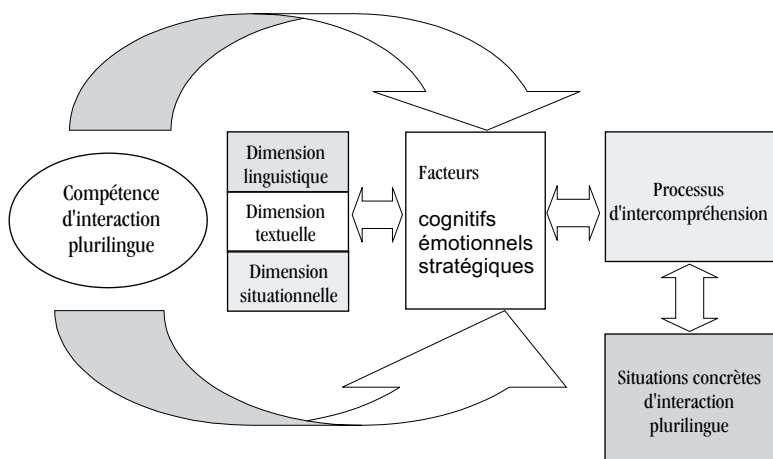 Compétence
d'interaction
plurilingue
Dimension
linguistique
Dimension
textuelle
Dimension
situationnelle
Facteurs
cognitifs
émotionnels
stratégiques
Processus
d'intercompréhension
Situations concrètes
d'interaction
plurilingue